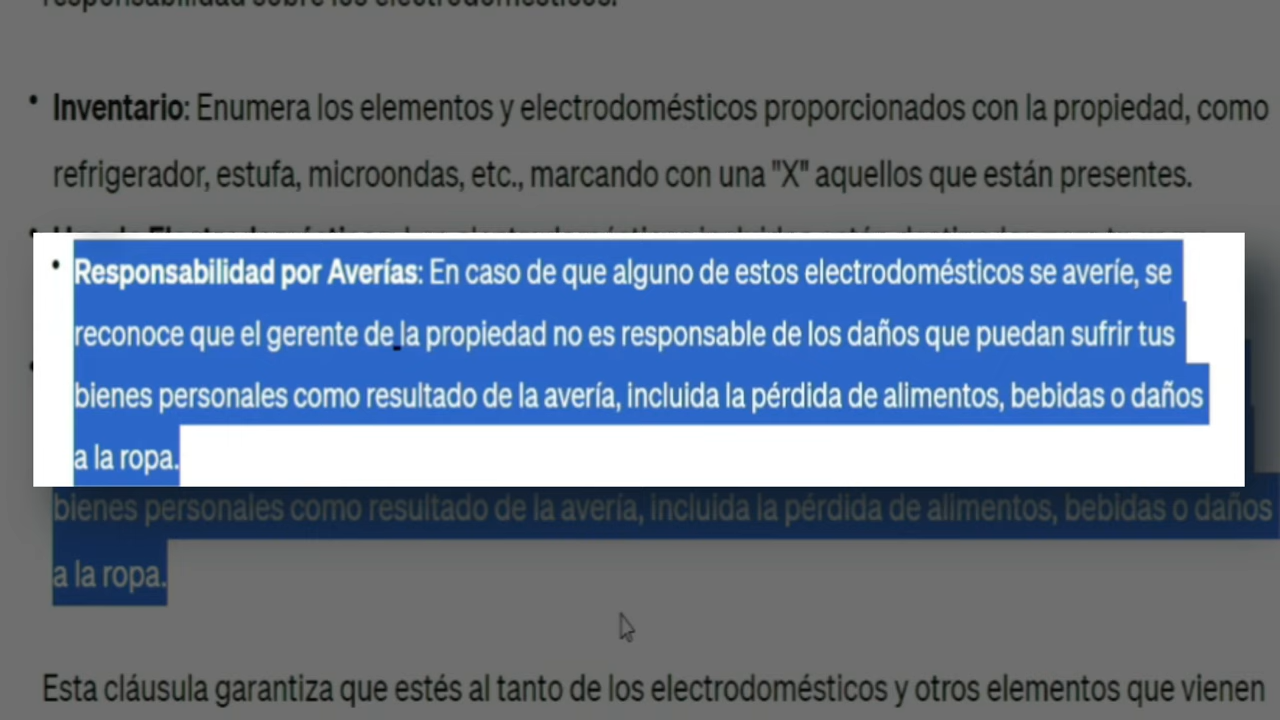 responsabilidad sobre los electrodomésticos.
• Inventario: Enumera los elementos y electrodomésticos proporcionados con la propiedad, como
refrigerador, estufa, microondas, etc., marcando con una "X" aquellos que están presentes.
• Responsabilidad por Averías: En caso de que alguno de estos electrodomésticos se averíe, se
reconoce que el gerente de la propiedad no es responsable de los daños que puedan sufrir tus
bienes personales como resultado de la avería, incluida la pérdida de alimentos, bebidas o daños
a la ropa.
bienes personales como resultado de la avería, incluida la pérdida de alimentos, bebidas o daños
a la ropa.
Esta cláusula garantiza que estés al tanto de los electrodomésticos y otros elementos que vienen